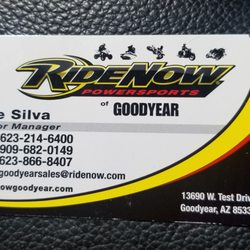 RIDENOW
POWERSPORTS
of GOODYEAR
e Silva
or Manager
623-214-6400
909-682-0149
623-866-8407
goodyearsales@ridenow.com
nowgoodyear.com
13690 W. Test Driv
Goodyear, AZ 8533